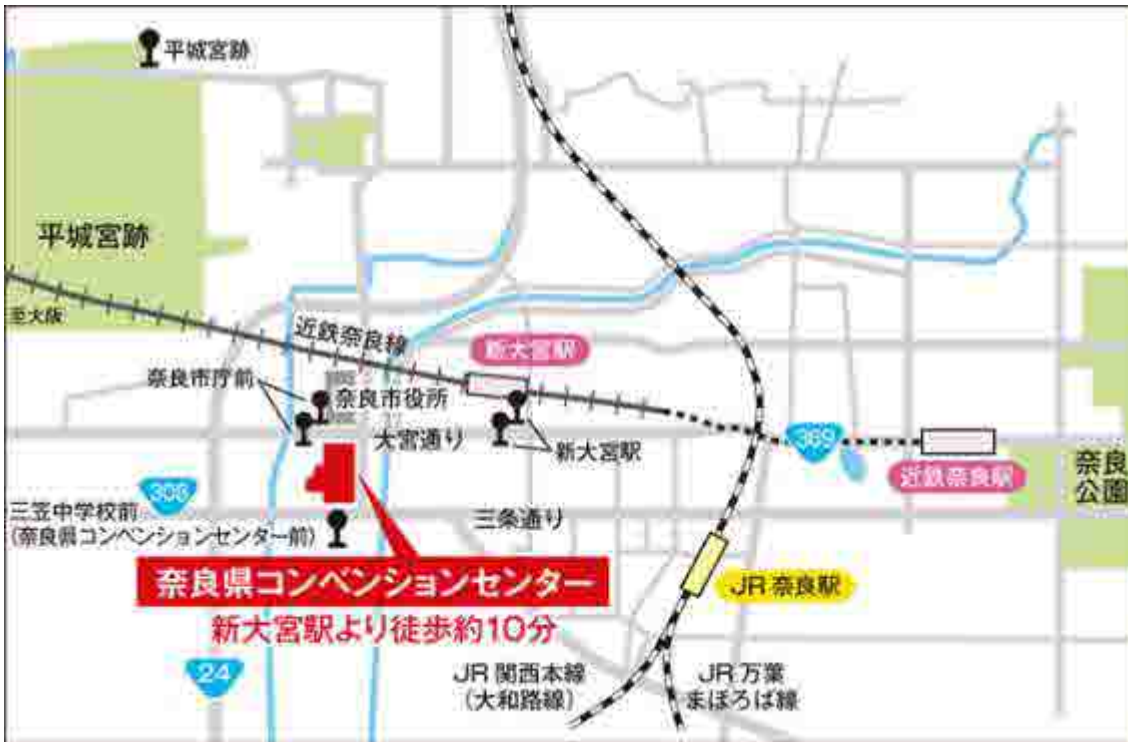 平城宮跡
平城宮跡
至大阪
近鉄奈良線
新大宮駅
奈良市庁前
奈良市役所
大宮通り
新大宮駅
369
近鉄奈良駅
奈良
公園
308
三笠中学校前
(奈良県コンベンションセンター前)
三条通り
奈良県コンベンションセンター
新大宮駅より徒歩約10分
JR 奈良駅
24
JR 関西本線
(大和路線)
JR 万葉
まほろば線